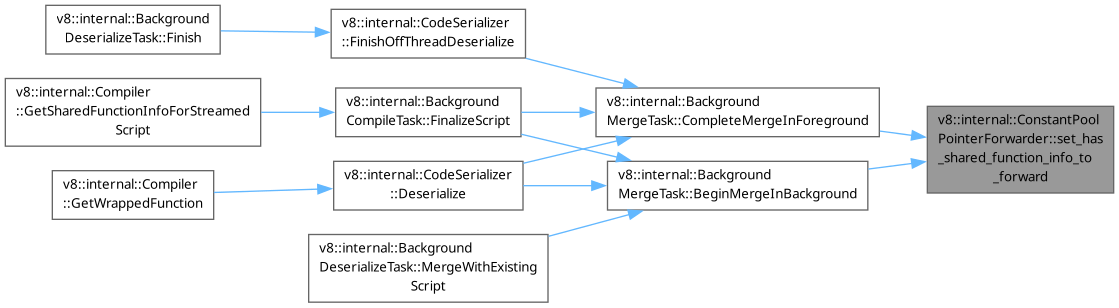 v8::internal::Background
DeserializeTask::Finish
v8::internal::CodeSerializer
::FinishOffThreadDeserialize
v8::internal::Compiler
::GetSharedFunctionInfoForStreamed
Script
v8::internal::Background
CompileTask::FinalizeScript
v8::internal::Background
MergeTask::CompleteMergeInForeground
v8::internal::ConstantPool
PointerForwarder::set_has
_shared_function_info_to
_forward
v8::internal::Compiler
::GetWrappedFunction
v8::internal::CodeSerializer
::Deserialize
v8::internal::Background
MergeTask::BeginMergeInBackground
v8::internal::Background
DeserializeTask::MergeWithExisting
Script